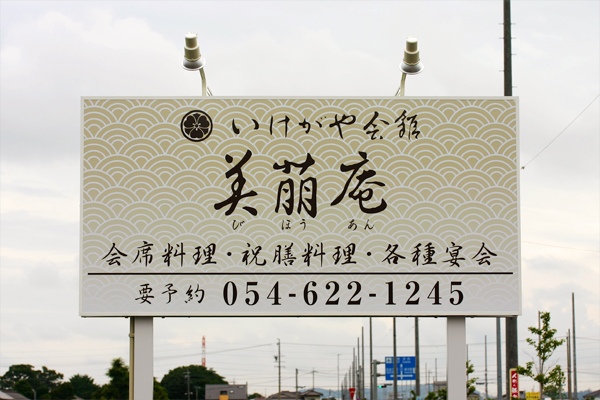 いけがや会舘
美萠庵
びほうあん
会席料理・祝膳料理・各種宴会
要予約 054-622-1245